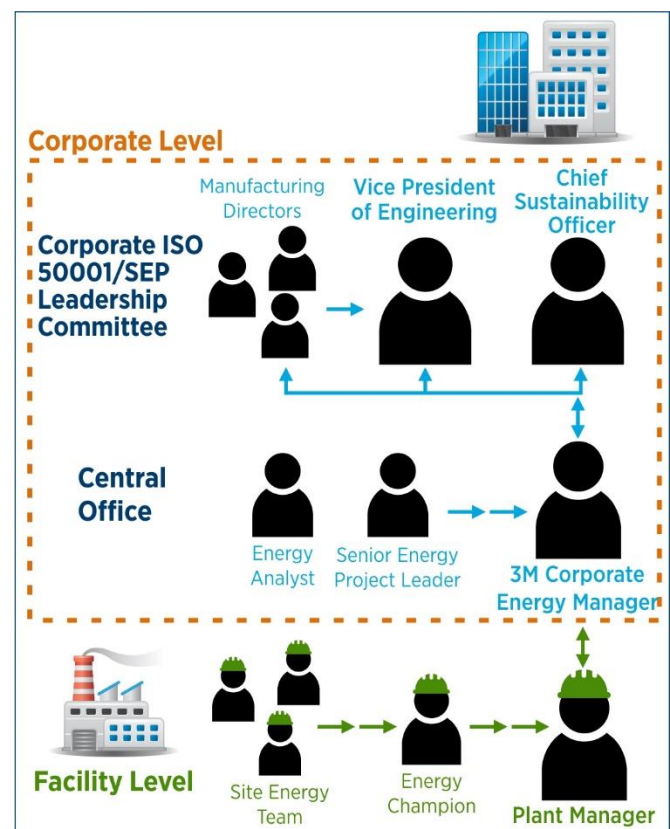 Corporate Level
Manufacturing
Directors
Vice President
of Engineering
Chief
Sustainability
Officer
Corporate ISO
50001/SEP
Leadership
Committee
Central
Office
Energy
Analyst
Senior Energy
Project Leader
3M Corporate
Energy Manager
Facility Level
Site Energy
Team
Energy
Champion
Plant Manager